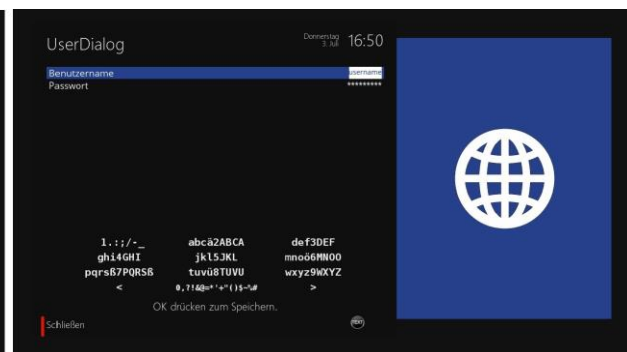 UserDialog
Donnerstag
3. Juli
16:50
Benutzername username
Passwort *********
1.:;/-_ abcä2ABCA def3DEF
ghi4GHI jkl5JKL mnoö6MNOO
pqrsß7PQRSß tuvü8TUVU wxyz9WXYZ
< >
OK drücken zum Speichern.
Schließen
TEXT